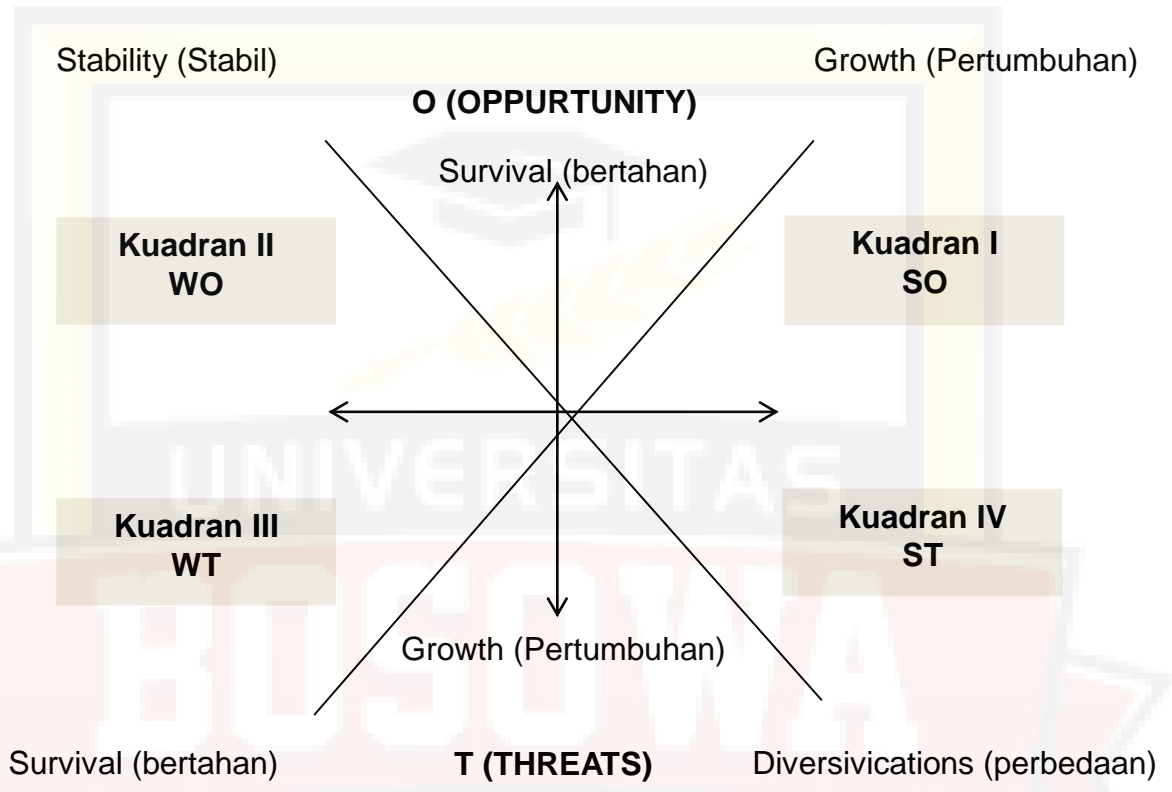 Stability (Stabil)
Growth (Pertumbuhan)
O (OPPURTUNITY)
Survival (bertahan)
Kuadran II
WO
Kuadran I
SO
UNIVERSITAS
Kuadran III
WT
Kuadran IV
ST
BOSOWA
Growth (Pertumbuhan)
Survival (bertahan)
T (THREATS)
Diversivications (perbedaan)